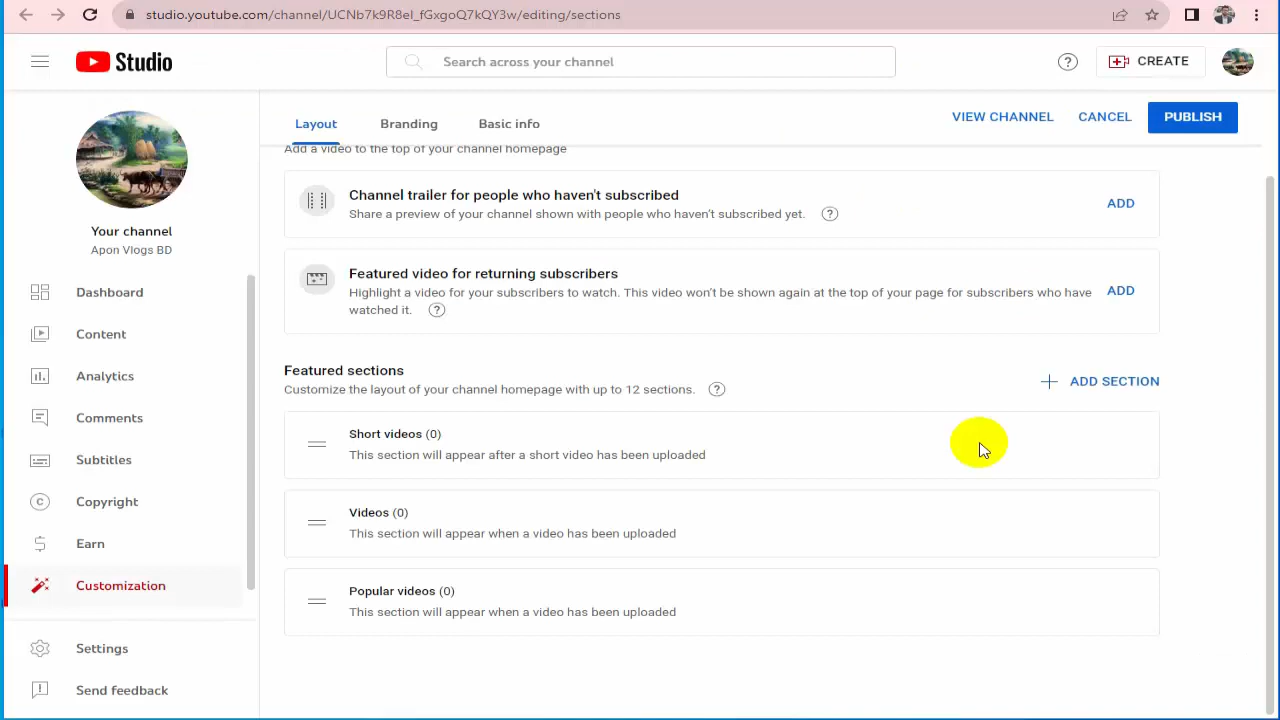 studio.youtube.com/channel/UCNb7k9R8eI_fGxgoQ7kQY3w/editing/sections
Studio
Search across your channel
CREATE
Layout
Branding
Basic info
VIEW CHANNEL
CANCEL
PUBLISH
Your channel
Apon Vlogs BD
Dashboard
Content
Analytics
Comments
Subtitles
Copyright
Earn
Customization
Settings
Send feedback
Add a video to the top of your channel homepage
Channel trailer for people who haven't subscribed
Share a preview of your channel shown with people who haven't subscribed yet.
ADD
Featured video for returning subscribers
Highlight a video for your subscribers to watch. This video won't be shown again at the top of your page for subscribers who have
watched it.
ADD
Featured sections
Customize the layout of your channel homepage with up to 12 sections.
ADD SECTION
Short videos (0)
This section will appear after a short video has been uploaded
Videos (0)
This section will appear when a video has been uploaded
Popular videos (0)
This section will appear when a video has been uploaded